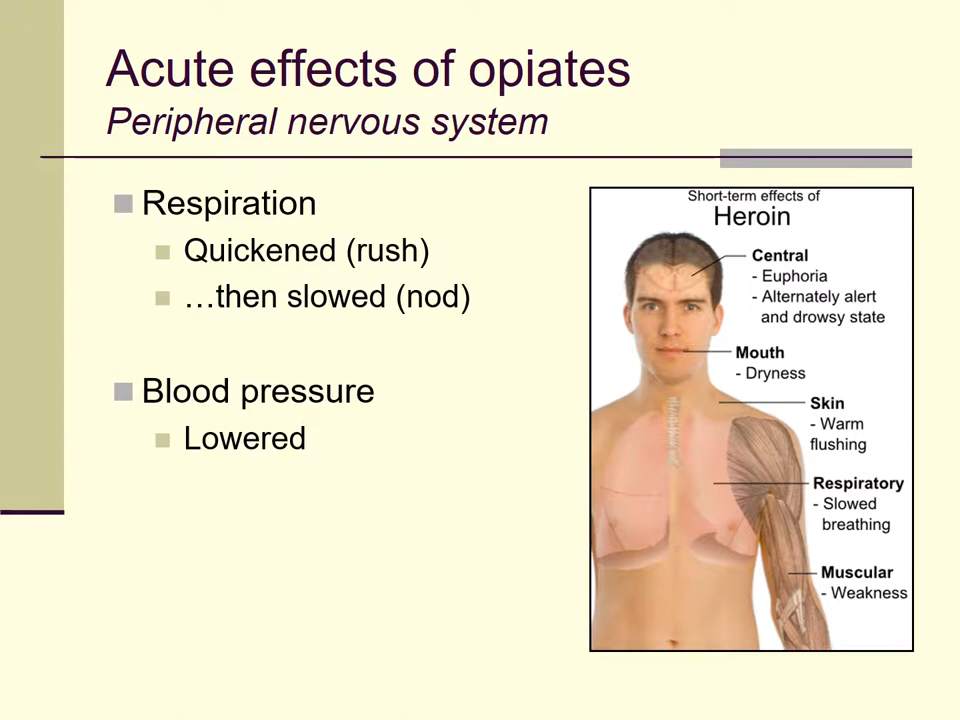 Acute effects of opiates
Peripheral nervous system
Respiration
Quickened (rush)
…then slowed (nod)
Blood pressure
Lowered
Short-term effects of
Heroin
Central
- Euphoria
- Alternately alert
and drowsy state
Mouth
- Dryness
Skin
- Warm
flushing
Respiratory
- Slowed
breathing
Muscular
- Weakness